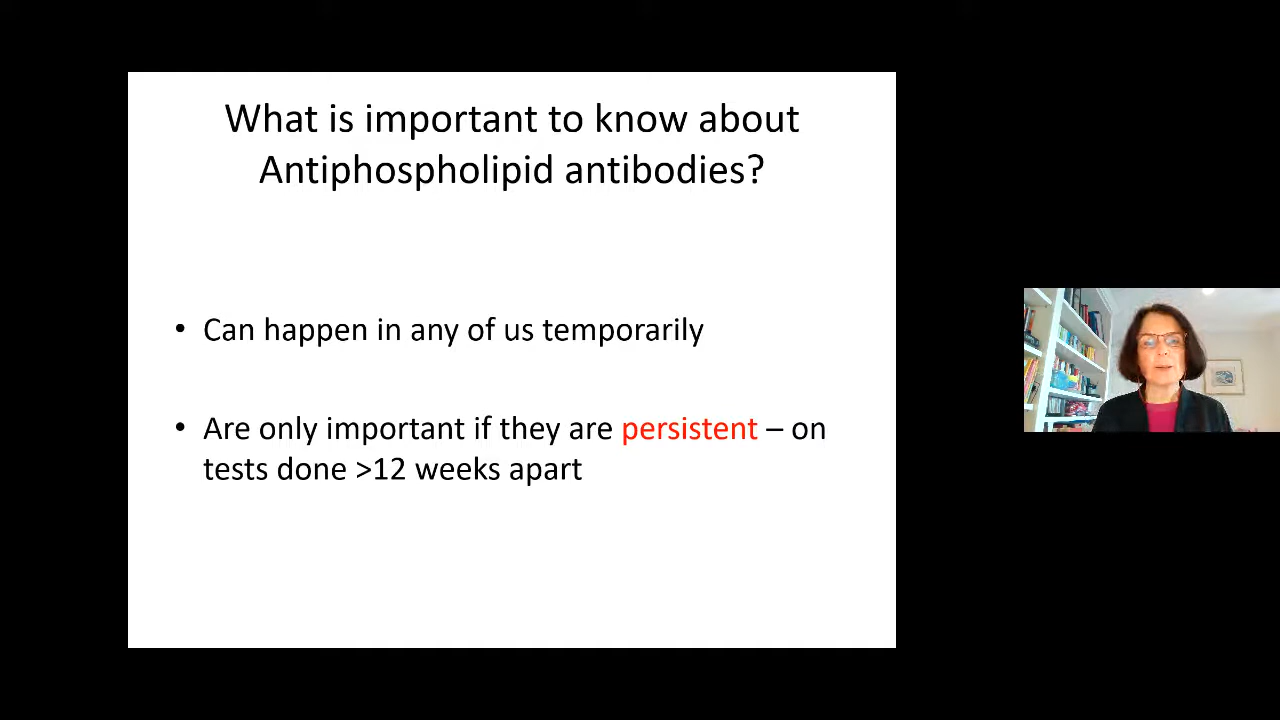 What is important to know about
Antiphospholipid antibodies?
• Can happen in any of us temporarily
• Are only important if they are persistent – on
tests done >12 weeks apart